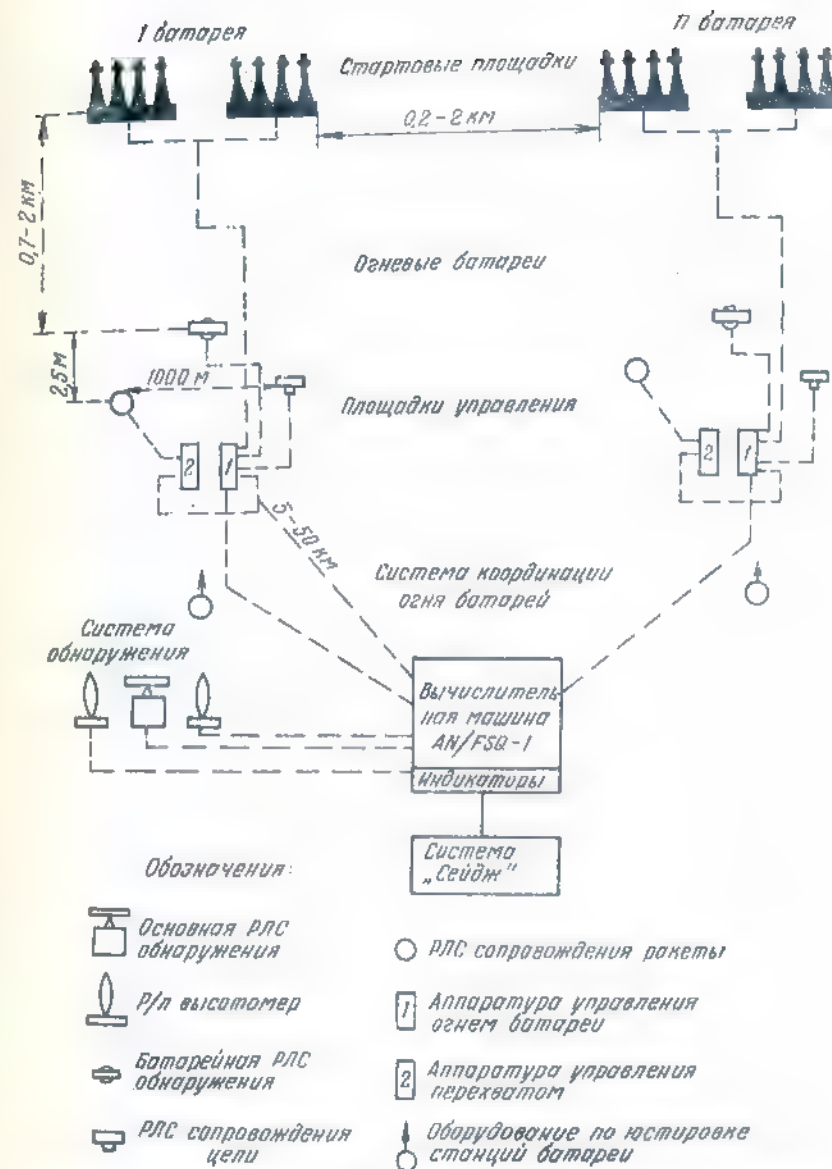 I батарея
П батарея
Стартовые площадки
0,2-2 км
0,7-2 км
Огневые батареи
2,5 м
1000 м
Площадки управления
2
1
2
1
5-50 км
Система координации
огня батарей
Система
обнаружения
Вычислитель-
ная машина
AN/FSQ-1
Индикаторы
Система
„Сейдж"
Обозначения:
Основная РЛС
обнаружения
Р/л высотомер
Батарейная РЛС
обнаружения
РЛС сопровождения
цели
РЛС сопровождения ракеты
1
Аппаратура управления
огнем батареи
2
Аппаратура управления
перехватом
Оборудование по юстировке
станций батареи